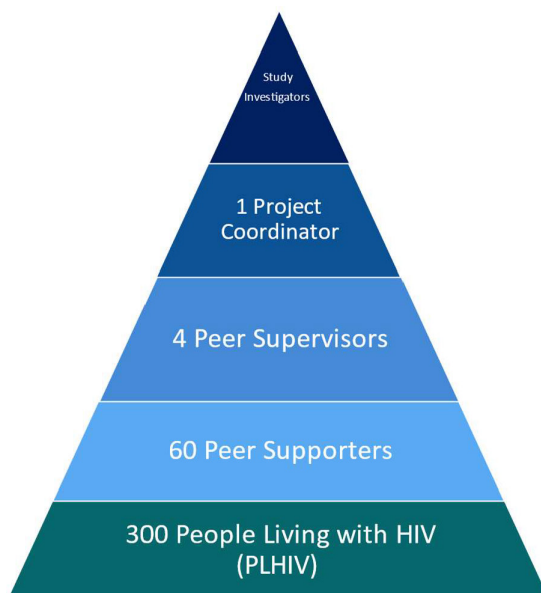 Study
Investigators
1 Project
Coordinator
4 Peer Supervisors
60 Peer Supporters
300 People Living with HIV
(PLHIV)